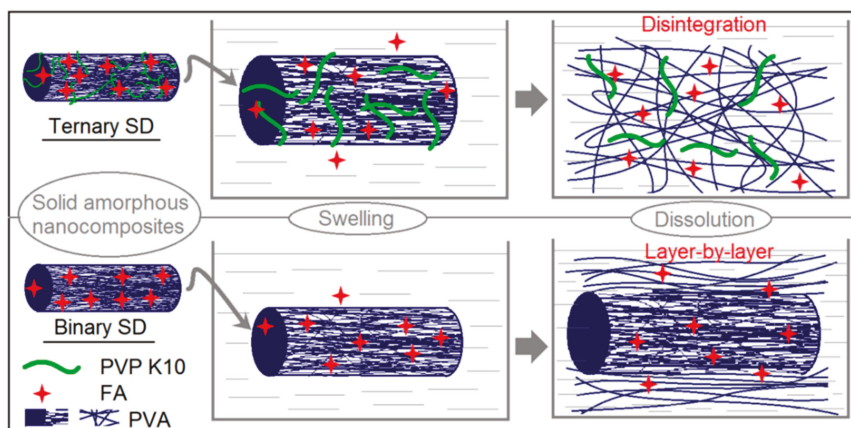 Disintegration
Ternary SD
Solid amorphous
nanocomposites
Swelling
Dissolution
Layer-by-layer
Binary SD
PVP K10
FA
PVA